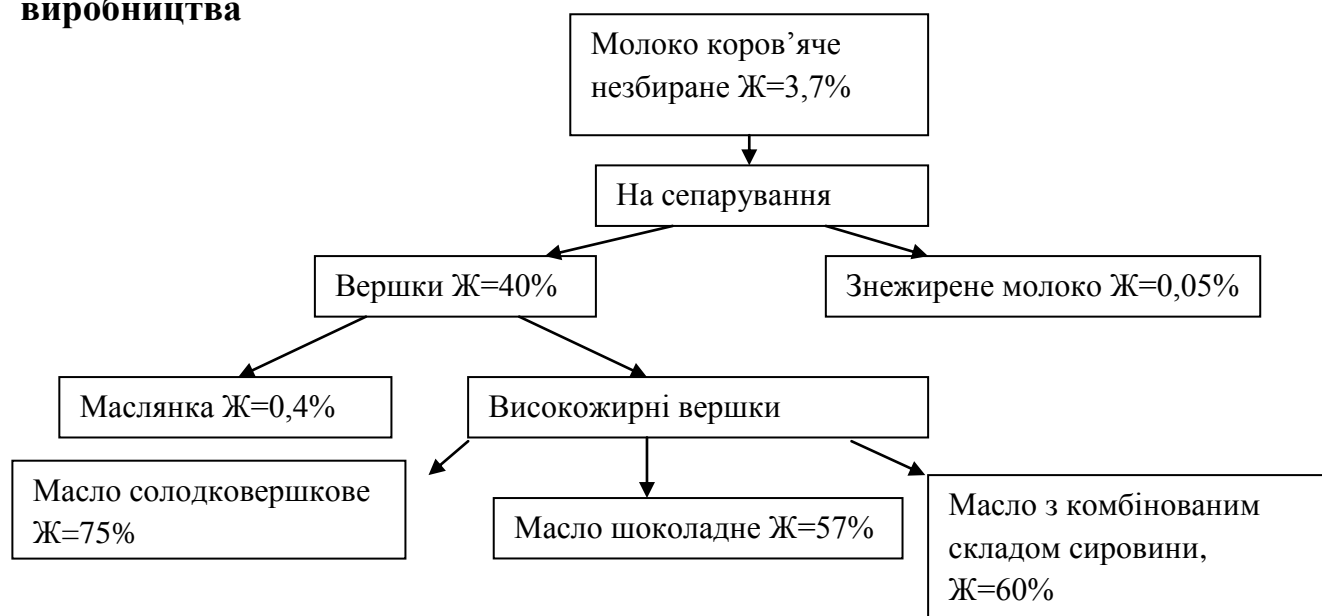 виробництва
Молоко коров’яче
незбиране Ж=3,7%
На сепарування
Вершки Ж=40%
Знежирене молоко Ж=0,05%
Маслянка Ж=0,4%
Високожирні вершки
Масло солодковершкове
Ж=75%
Масло шоколадне Ж=57%
Масло з комбінованим
складом сировини,
Ж=60%